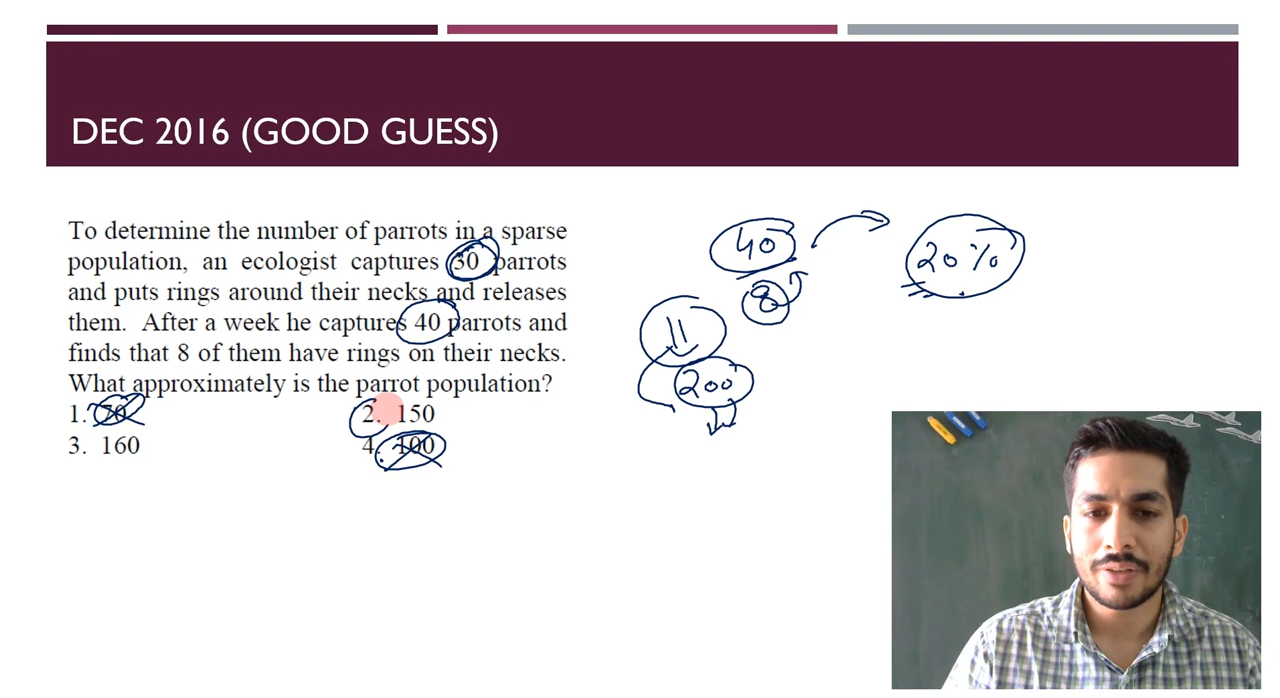 DEC 2016 (GOOD GUESS)
To determine the number of parrots in a sparse
population, an ecologist captures 30 parrots
and puts rings around their necks and releases
them. After a week he captures 40 parrots and
finds that 8 of them have rings on their necks.
What approximately is the parrot population?
1. 70 2. 150
3. 160 4. 100
40
20%
8
11
200